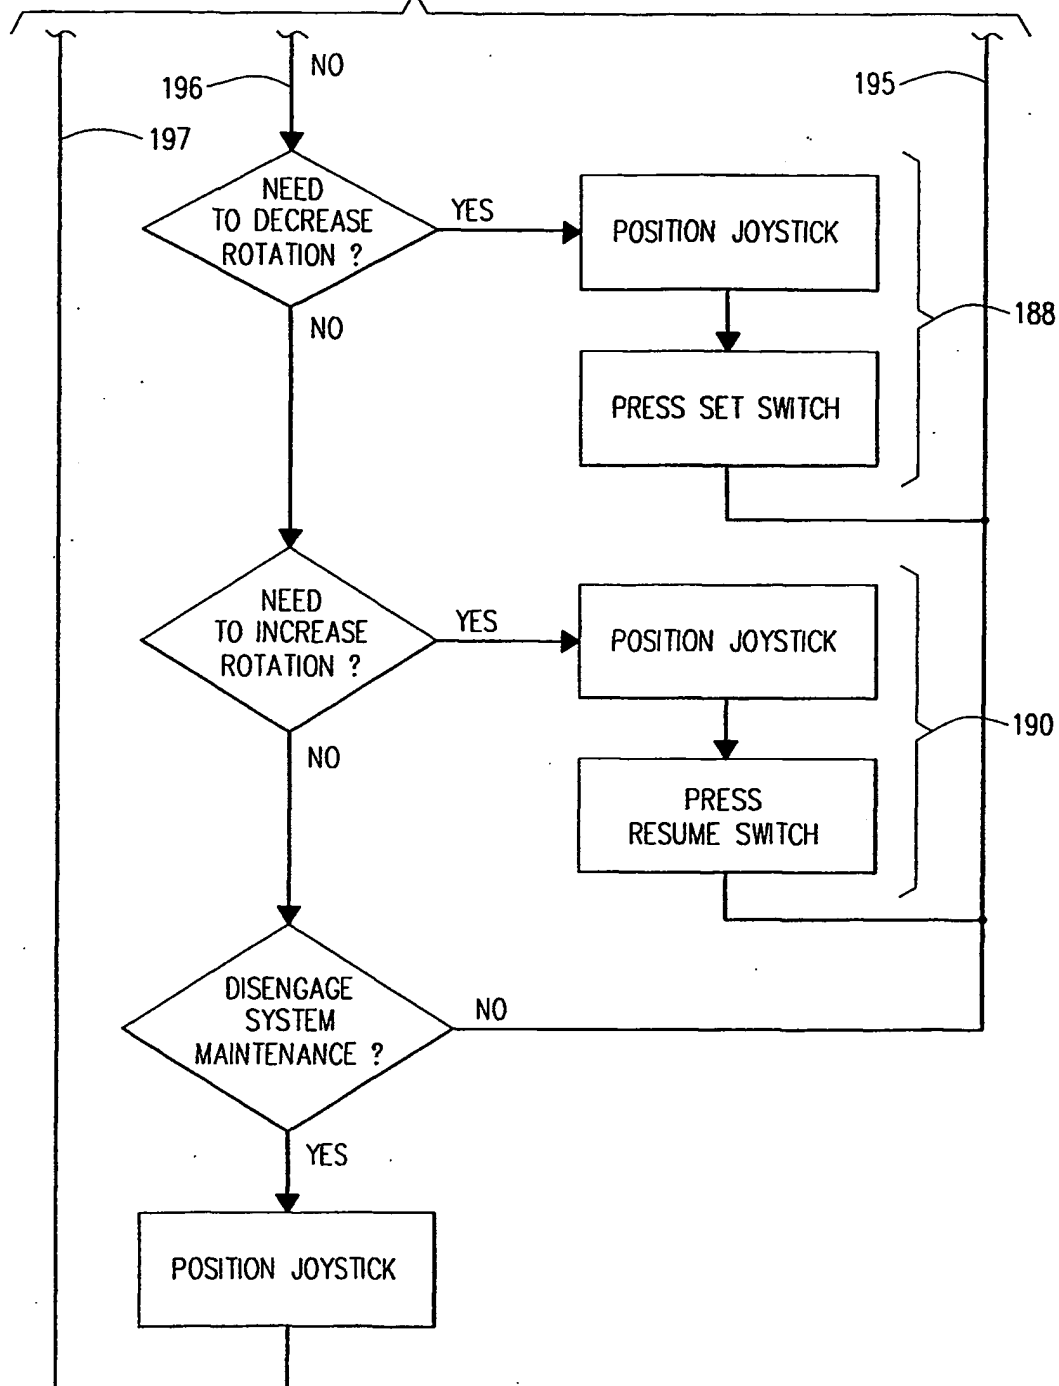 NO
196
195
197
NEED
TO DECREASE
ROTATION ?
YES
POSITION JOYSTICK
188
NO
PRESS SET SWITCH
NEED
TO INCREASE
ROTATION ?
YES
POSITION JOYSTICK
190
NO
PRESS
RESUME SWITCH
DISENGAGE
SYSTEM
MAINTENANCE ?
NO
YES
POSITION JOYSTICK